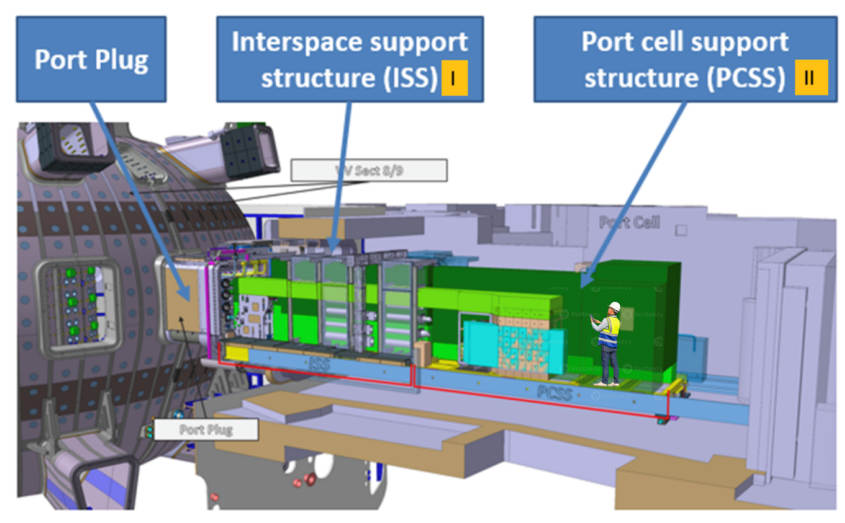 Port Plug
Interspace support
structure (ISS) I
Port cell support
structure (PCSS) II
VV Sect 8/9
Port Cell
ISS
PCSS
Port Plug